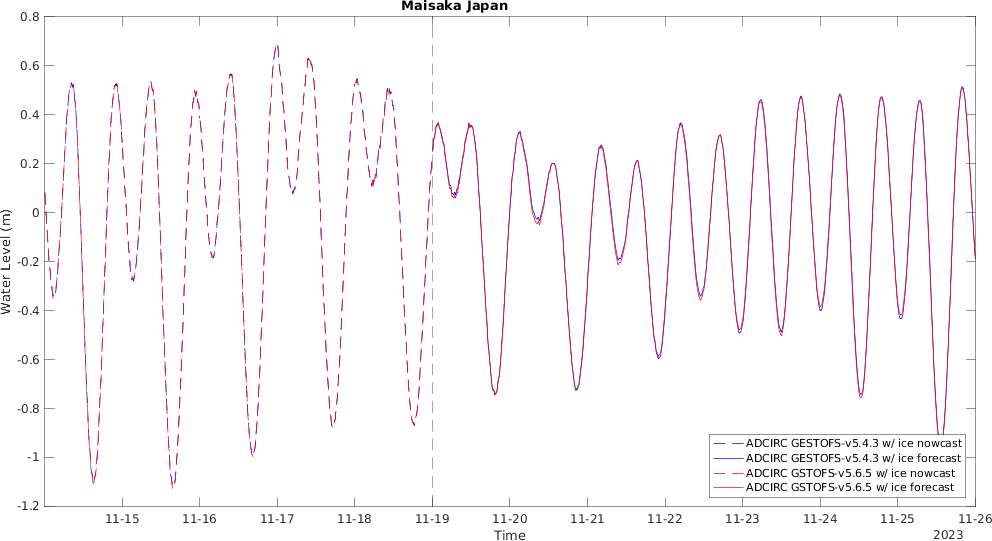 Maisaka Japan
0.8
0.6
0.4
0.2
0
-0.2
-0.4
-0.6
-0.8
-1
-1.2
Water Level (m)
ADCIRC GESTOFS-v5.4.3 w/ ice nowcast
ADCIRC GESTOFS-v5.4.3 w/ ice forecast
ADCIRC GSTOFS-v5.6.5 w/ ice nowcast
ADCIRC GSTOFS-v5.6.5 w/ ice forecast
11-15 11-16 11-17 11-18 11-19 11-20 11-21 11-22 11-23 11-24 11-25 11-26
Time
2023